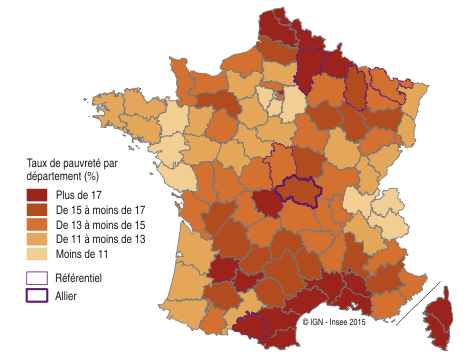 Taux de pauvreté par
département (%)
Plus de 17
De 15 à moins de 17
De 13 à moins de 15
De 11 à moins de 13
Moins de 11
Référentiel
Allier
© IGN - Insee 2015